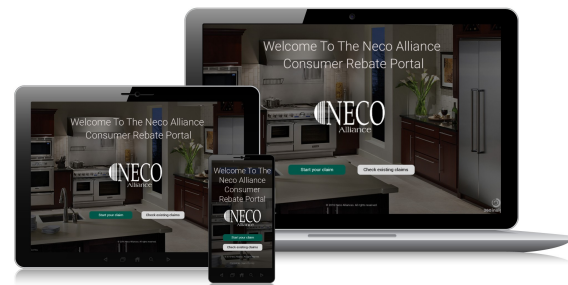 Welcome To The Neco Alliance
Consumer Rebate Portal
NECO
Alliance
Start your claim
Check existing claims
Welcome To The Neco Alliance
Consumer Rebate Portal
NECO
Alliance
Start your claim
Check existing claims
Welcome To The
Neco Alliance
Consumer
Rebate Portal
NECO
Start your claim
Check existing claims